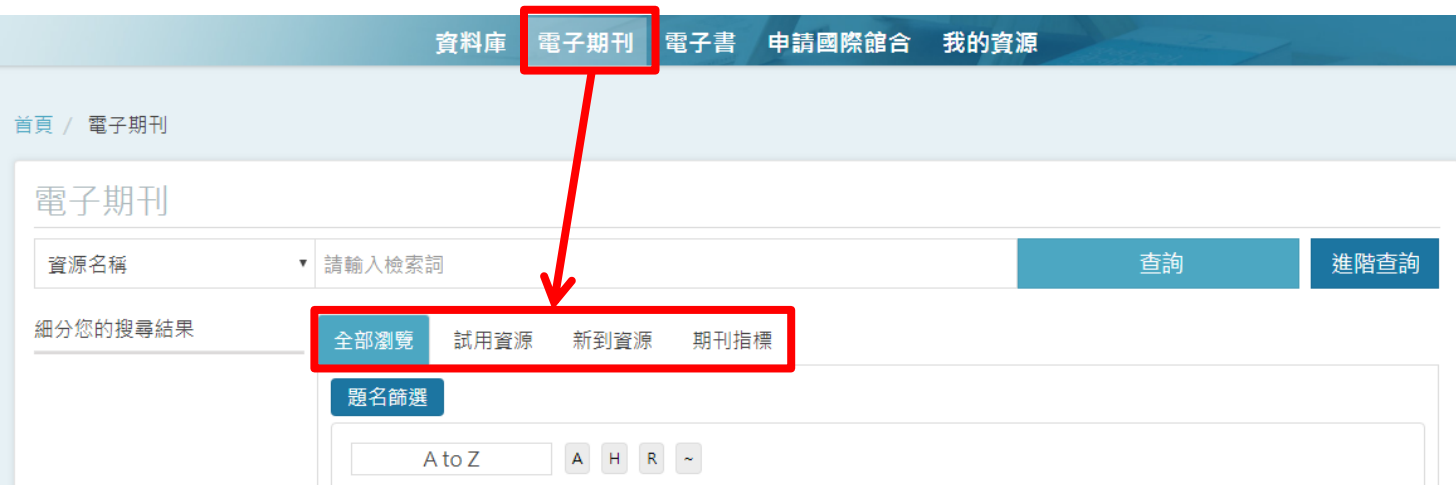 資料庫 電子期刊 電子書 申請國際館合 我的資源
首頁 / 電子期刊
電子期刊
資源名稱 請輸入檢索詞 查詢 進階查詢
細分您的搜尋結果
全部瀏覽 試用資源 新到資源 期刊指標
題名篩選
A to Z A H R ~